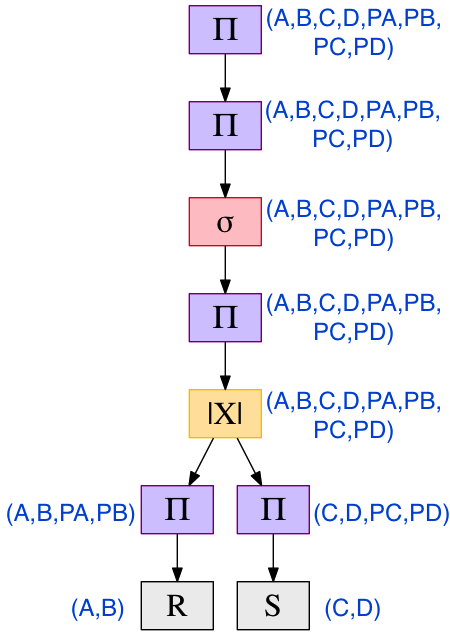 Π (A,B,C,D,PA,PB,
PC,PD)
Π (A,B,C,D,PA,PB,
PC,PD)
σ (A,B,C,D,PA,PB,
PC,PD)
Π (A,B,C,D,PA,PB,
PC,PD)
|X| (A,B,C,D,PA,PB,
PC,PD)
(A,B,PA,PB) Π Π (C,D,PC,PD)
(A,B) R S (C,D)